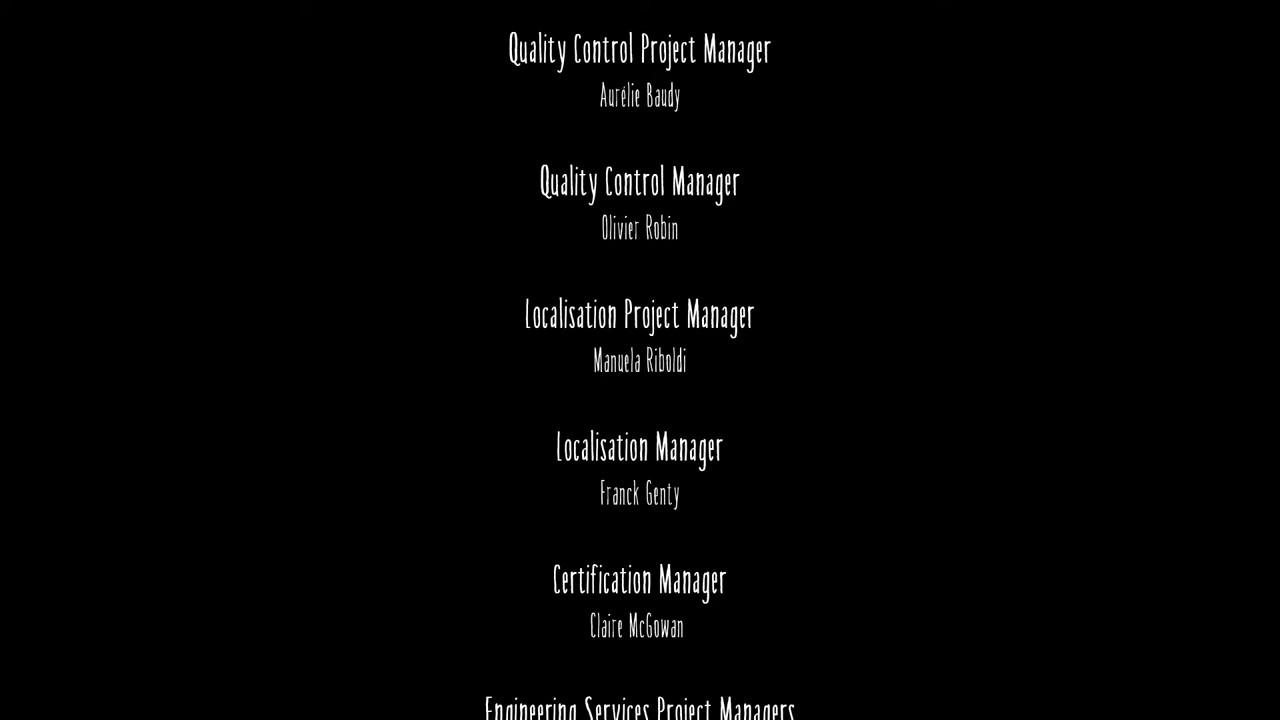 Quality Control Project Manager
Aurélie Baudy
Quality Control Manager
Olivier Robin
Localisation Project Manager
Manuela Riboldi
Localisation Manager
Franck Genty
Certification Manager
Claire McGowan
Engineering Services Project Managers